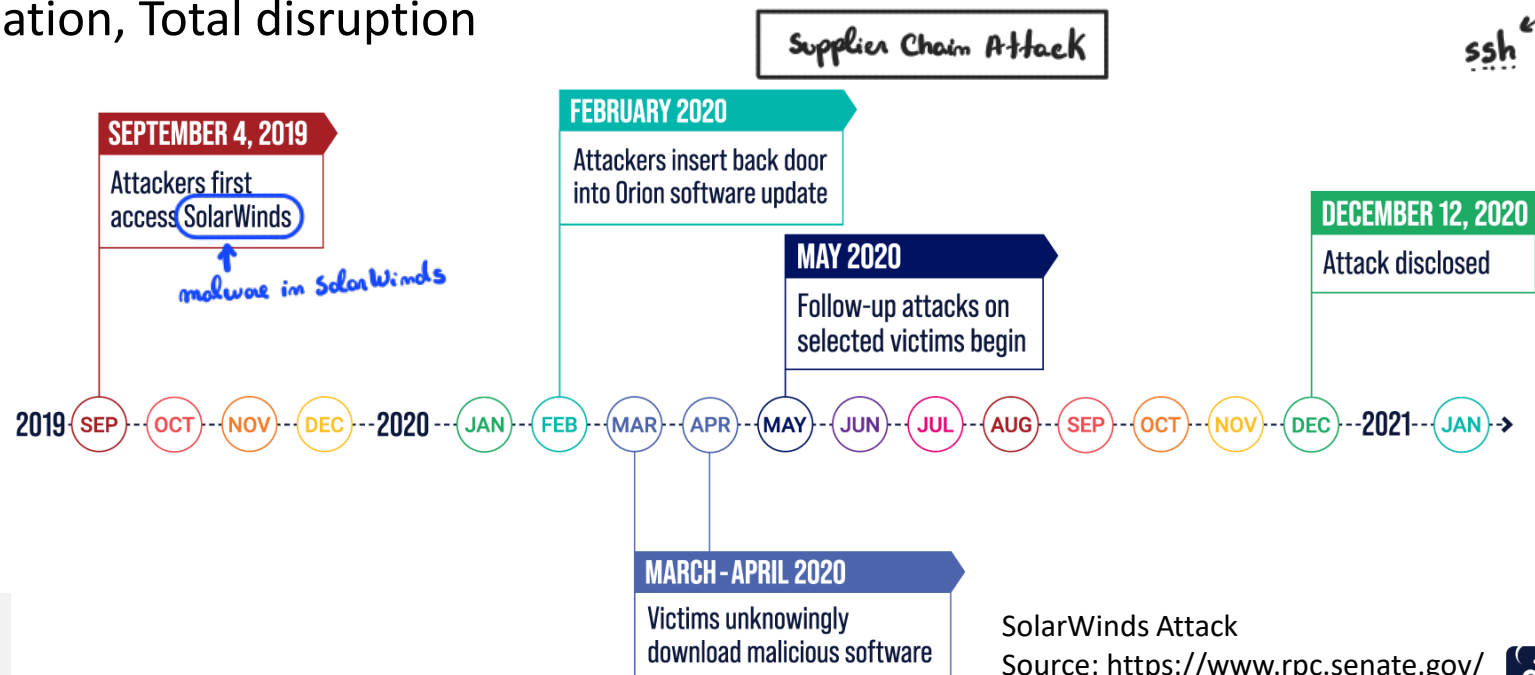 ation, Total disruption
Supplier Chain Attack
ssh
SEPTEMBER 4, 2019
Attackers first
access SolarWinds
malware in SolarWinds
FEBRUARY 2020
Attackers insert back door
into Orion software update
MAY 2020
Follow-up attacks on
selected victims begin
DECEMBER 12, 2020
Attack disclosed
2019 SEP OCT NOV DEC 2020 JAN FEB MAR APR MAY JUN JUL AUG SEP OCT NOV DEC 2021 JAN
MARCH - APRIL 2020
Victims unknowingly
download malicious software
SolarWinds Attack
Source: https://www.rpc.senate.gov/